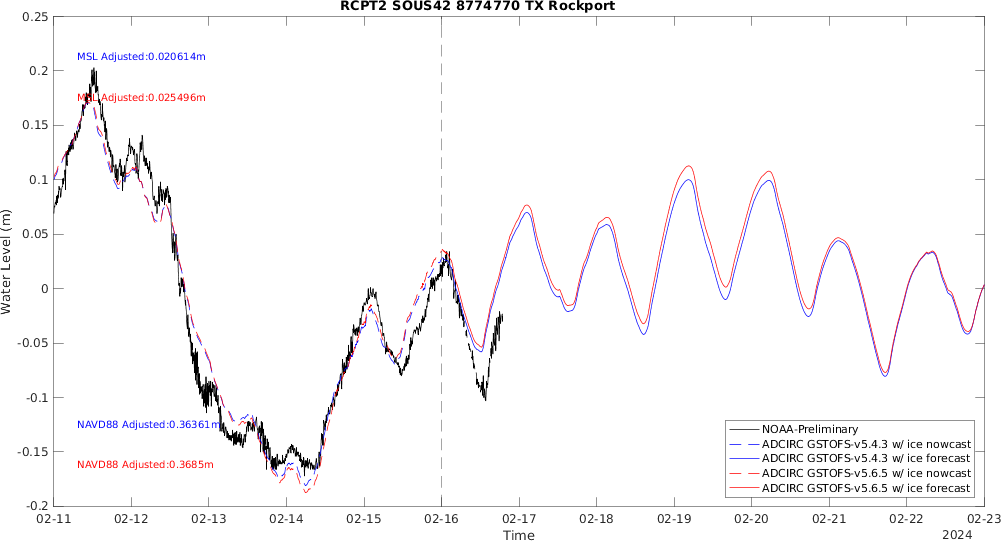 RCPT2 SOUS42 8774770 TX Rockport
0.25
0.2
0.15
0.1
0.05
0
-0.05
-0.1
-0.15
-0.2
Water Level (m)
MSL Adjusted:0.020614m
MSL Adjusted:0.025496m
NAVD88 Adjusted:0.36361m
NAVD88 Adjusted:0.3685m
NOAA-Preliminary
ADCIRC GSTOFS-v5.4.3 w/ ice nowcast
ADCIRC GSTOFS-v5.4.3 w/ ice forecast
ADCIRC GSTOFS-v5.6.5 w/ ice nowcast
ADCIRC GSTOFS-v5.6.5 w/ ice forecast
02-11 02-12 02-13 02-14 02-15 02-16 02-17 02-18 02-19 02-20 02-21 02-22 02-23
Time
2024